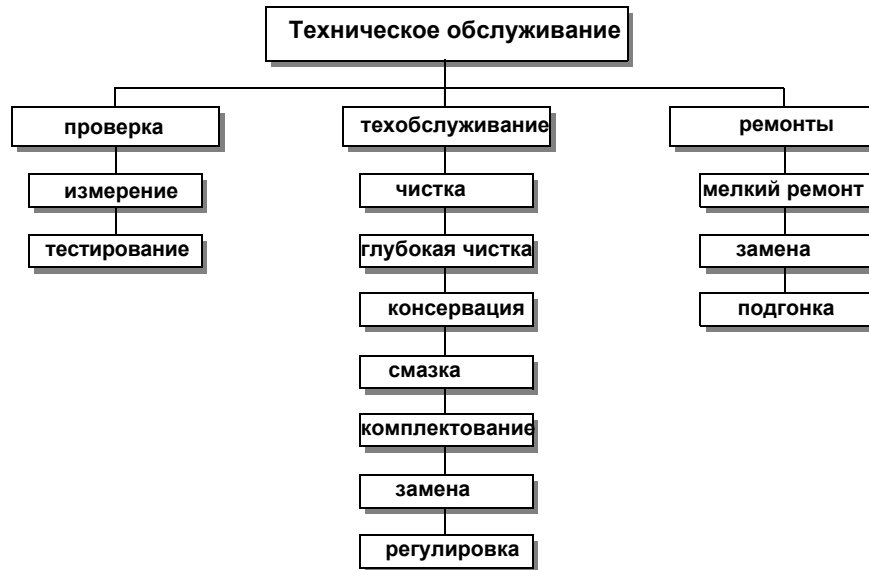 Техническое обслуживание
проверка
техобслуживание
ремонты
измерение
чистка
мелкий ремонт
тестирование
глубокая чистка
замена
консервация
подгонка
смазка
комплектование
замена
регулировка